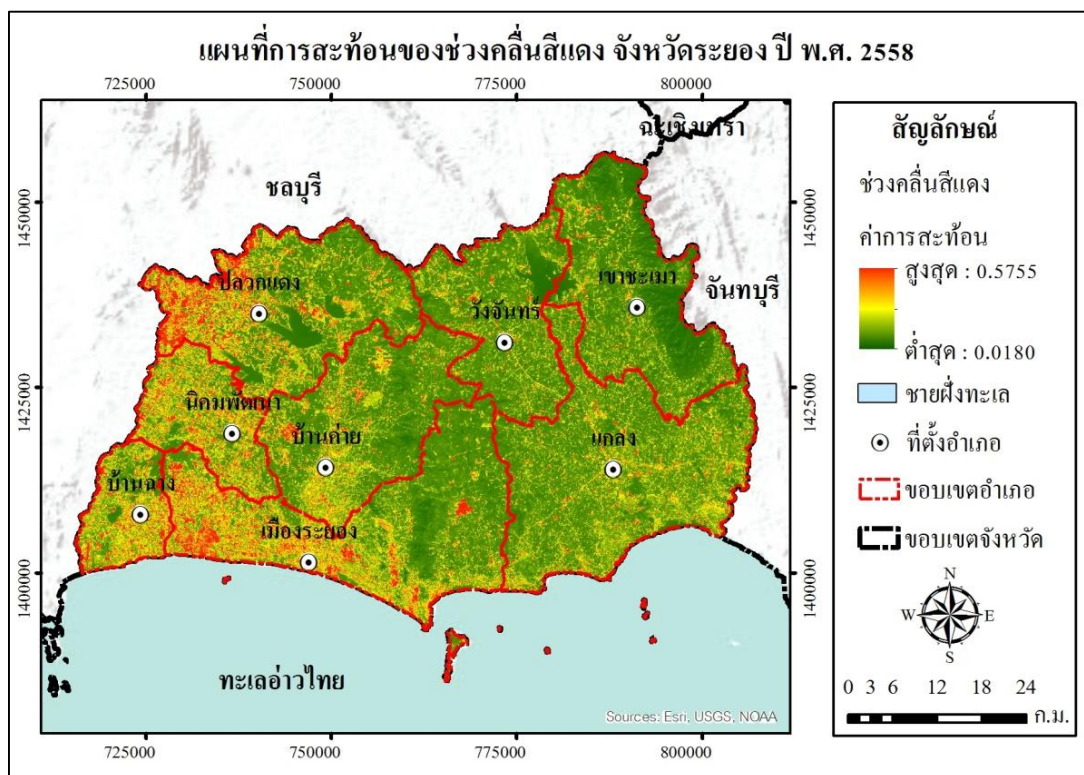 แผนที่การสะท้อนของช่วงคลื่นสีแดง จังหวัดระยอง ปี พ.ศ. 2558
725000 750000 775000 800000
ฉะเชิงเทรา
ชลบุรี
1450000 1450000
จันทบุรี
ปลวกแดง
เขาชะเมา
วังจันทร์
1425000 1425000
นิคมพัฒนา
บ้านค่าย
แกลง
บ้านฉาง
เมืองระยอง
1400000 1400000
ทะเลอ่าวไทย
Sources: Esri, USGS, NOAA
725000 750000 775000 800000
สัญลักษณ์
ช่วงคลื่นสีแดง
ค่าการสะท้อน
สูงสุด : 0.5755
ต่ำสุด : 0.0180
ชายฝั่งทะเล
ที่ตั้งอำเภอ
ขอบเขตอำเภอ
ขอบเขตจังหวัด
N
W E
S
0 3 6 12 18 24
ก.ม.